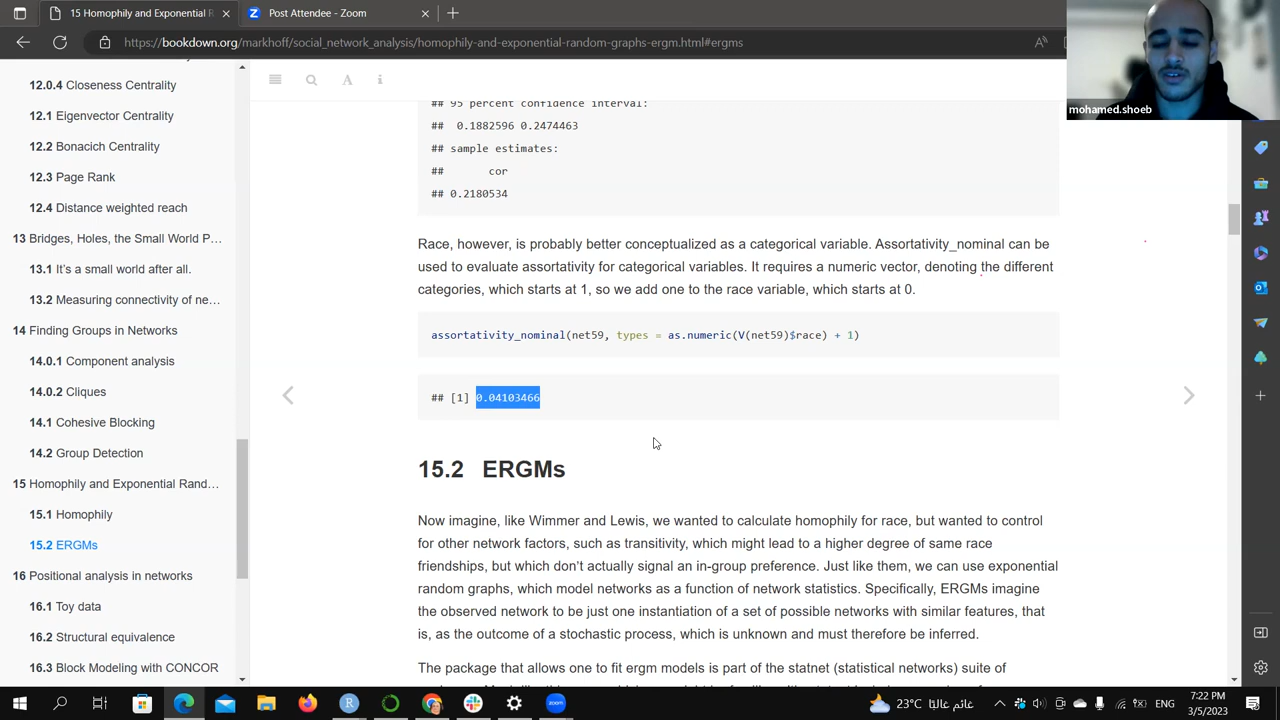 15 Homophily and Exponential R
Post Attendee - Zoom
https://bookdown.org/markhoff/social_network_analysis/homophily-and-exponential-random-graphs-ergm.html#ergms
mohamed.shoeb
12.0.4 Closeness Centrality
12.1 Eigenvector Centrality
12.2 Bonacich Centrality
12.3 Page Rank
12.4 Distance weighted reach
13 Bridges, Holes, the Small World P…
13.1 It's a small world after all.
13.2 Measuring connectivity of ne…
14 Finding Groups in Networks
14.0.1 Component analysis
14.0.2 Cliques
14.1 Cohesive Blocking
14.2 Group Detection
15 Homophily and Exponential Rand…
15.1 Homophily
15.2 ERGMs
16 Positional analysis in networks
16.1 Toy data
16.2 Structural equivalence
16.3 Block Modeling with CONCOR
## 95 percent confidence interval:
## 0.1882596 0.2474463
## sample estimates:
## cor
## 0.2180534
Race, however, is probably better conceptualized as a categorical variable. Assortativity_nominal can be
used to evaluate assortativity for categorical variables. It requires a numeric vector, denoting the different
categories, which starts at 1, so we add one to the race variable, which starts at 0.
assortativity_nominal(net59, types = as.numeric(V(net59)$race) + 1)
## [1] 0.04103466
15.2 ERGMs
Now imagine, like Wimmer and Lewis, we wanted to calculate homophily for race, but wanted to control
for other network factors, such as transitivity, which might lead to a higher degree of same race
friendships, but which don't actually signal an in-group preference. Just like them, we can use exponential
random graphs, which model networks as a function of network statistics. Specifically, ERGMs imagine
the observed network to be just one instantiation of a set of possible networks with similar features, that
is, as the outcome of a stochastic process, which is unknown and must therefore be inferred.
The package that allows one to fit ergm models is part of the statnet (statistical networks) suite of
23°C غائم غالبًا
ENG
7:22 PM
3/5/2023